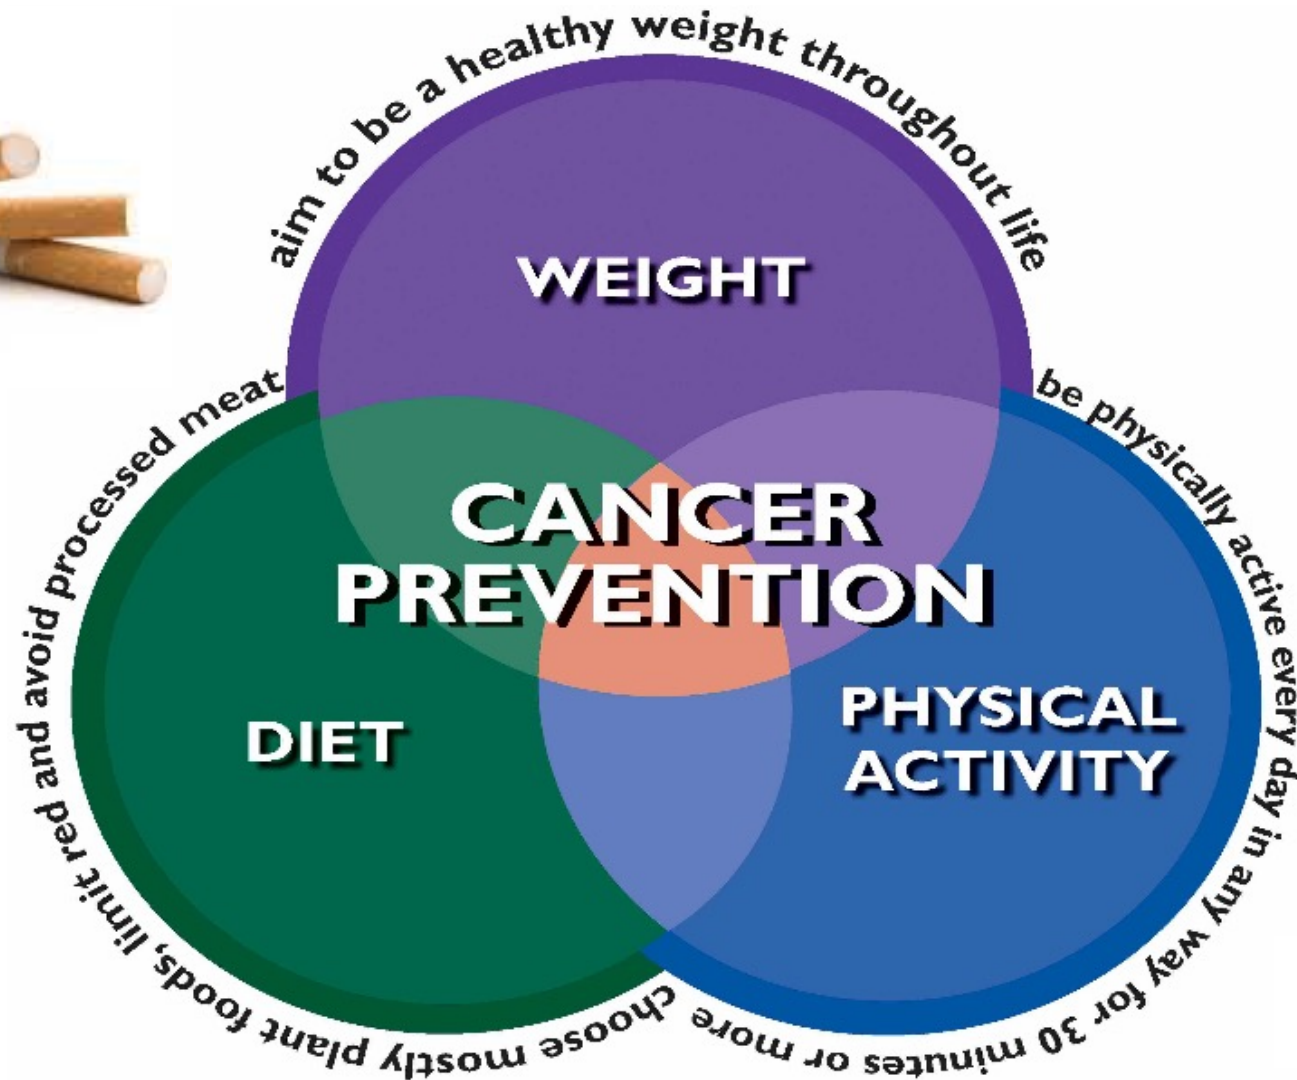 aim to be a healthy weight throughout life
WEIGHT
CANCER
PREVENTION
DIET
PHYSICAL
ACTIVITY
be physically active every day in any way for 30 minutes or more
choose mostly plant foods, limit red and avoid processed meat